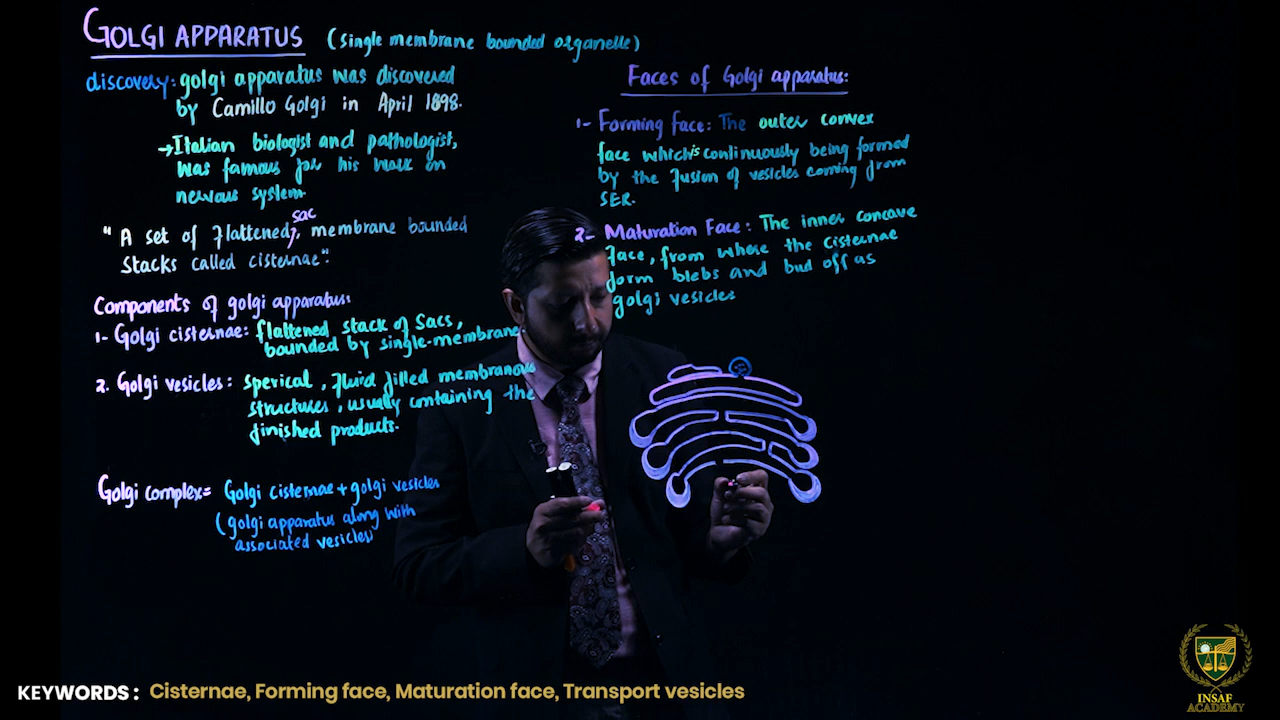 GOLGI APPARATUS (Single membrane bounded organelle)
discovery: golgi apparatus was discovered
by Camillo Golgi in April 1898.
→Italian biologist and pathologist,
was famous for his work on
nervous system.
sac
"A set of flattened, membrane bounded
Stacks called cisternae".
Components of golgi apparatus:
1- Golgi cisternae: flattened stack of Sacs,
bounded by single-membrane.
2. Golgi vesicles: sperical, fluid filled membranous
structures, usually containing the
finished products.
Golgi complex= Golgi cisternae + golgi vesicles
(golgi apparatus along with
associated vesicles)
Faces of Golgi apparatus:
1- Forming face: The outer convex
face which is continuously being formed
by the fusion of vesicles coming from
SER.
2- Maturation Face: The inner concave
face, from where the cisternae
form blebs and bud off as
golgi vesicles
KEYWORDS: Cisternae, Forming face, Maturation face, Transport vesicles
INSAF
ACADEMY